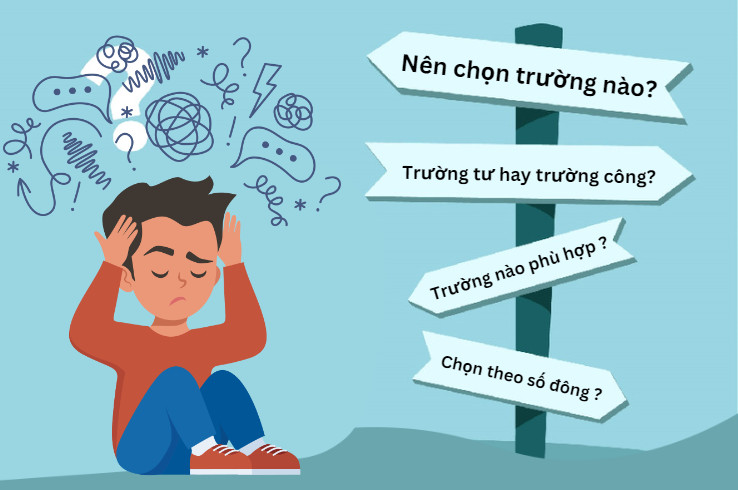 Nên chọn trường nào?
Trường tư hay trường công?
Trường nào phù hợp ?
Chọn theo số đông ?